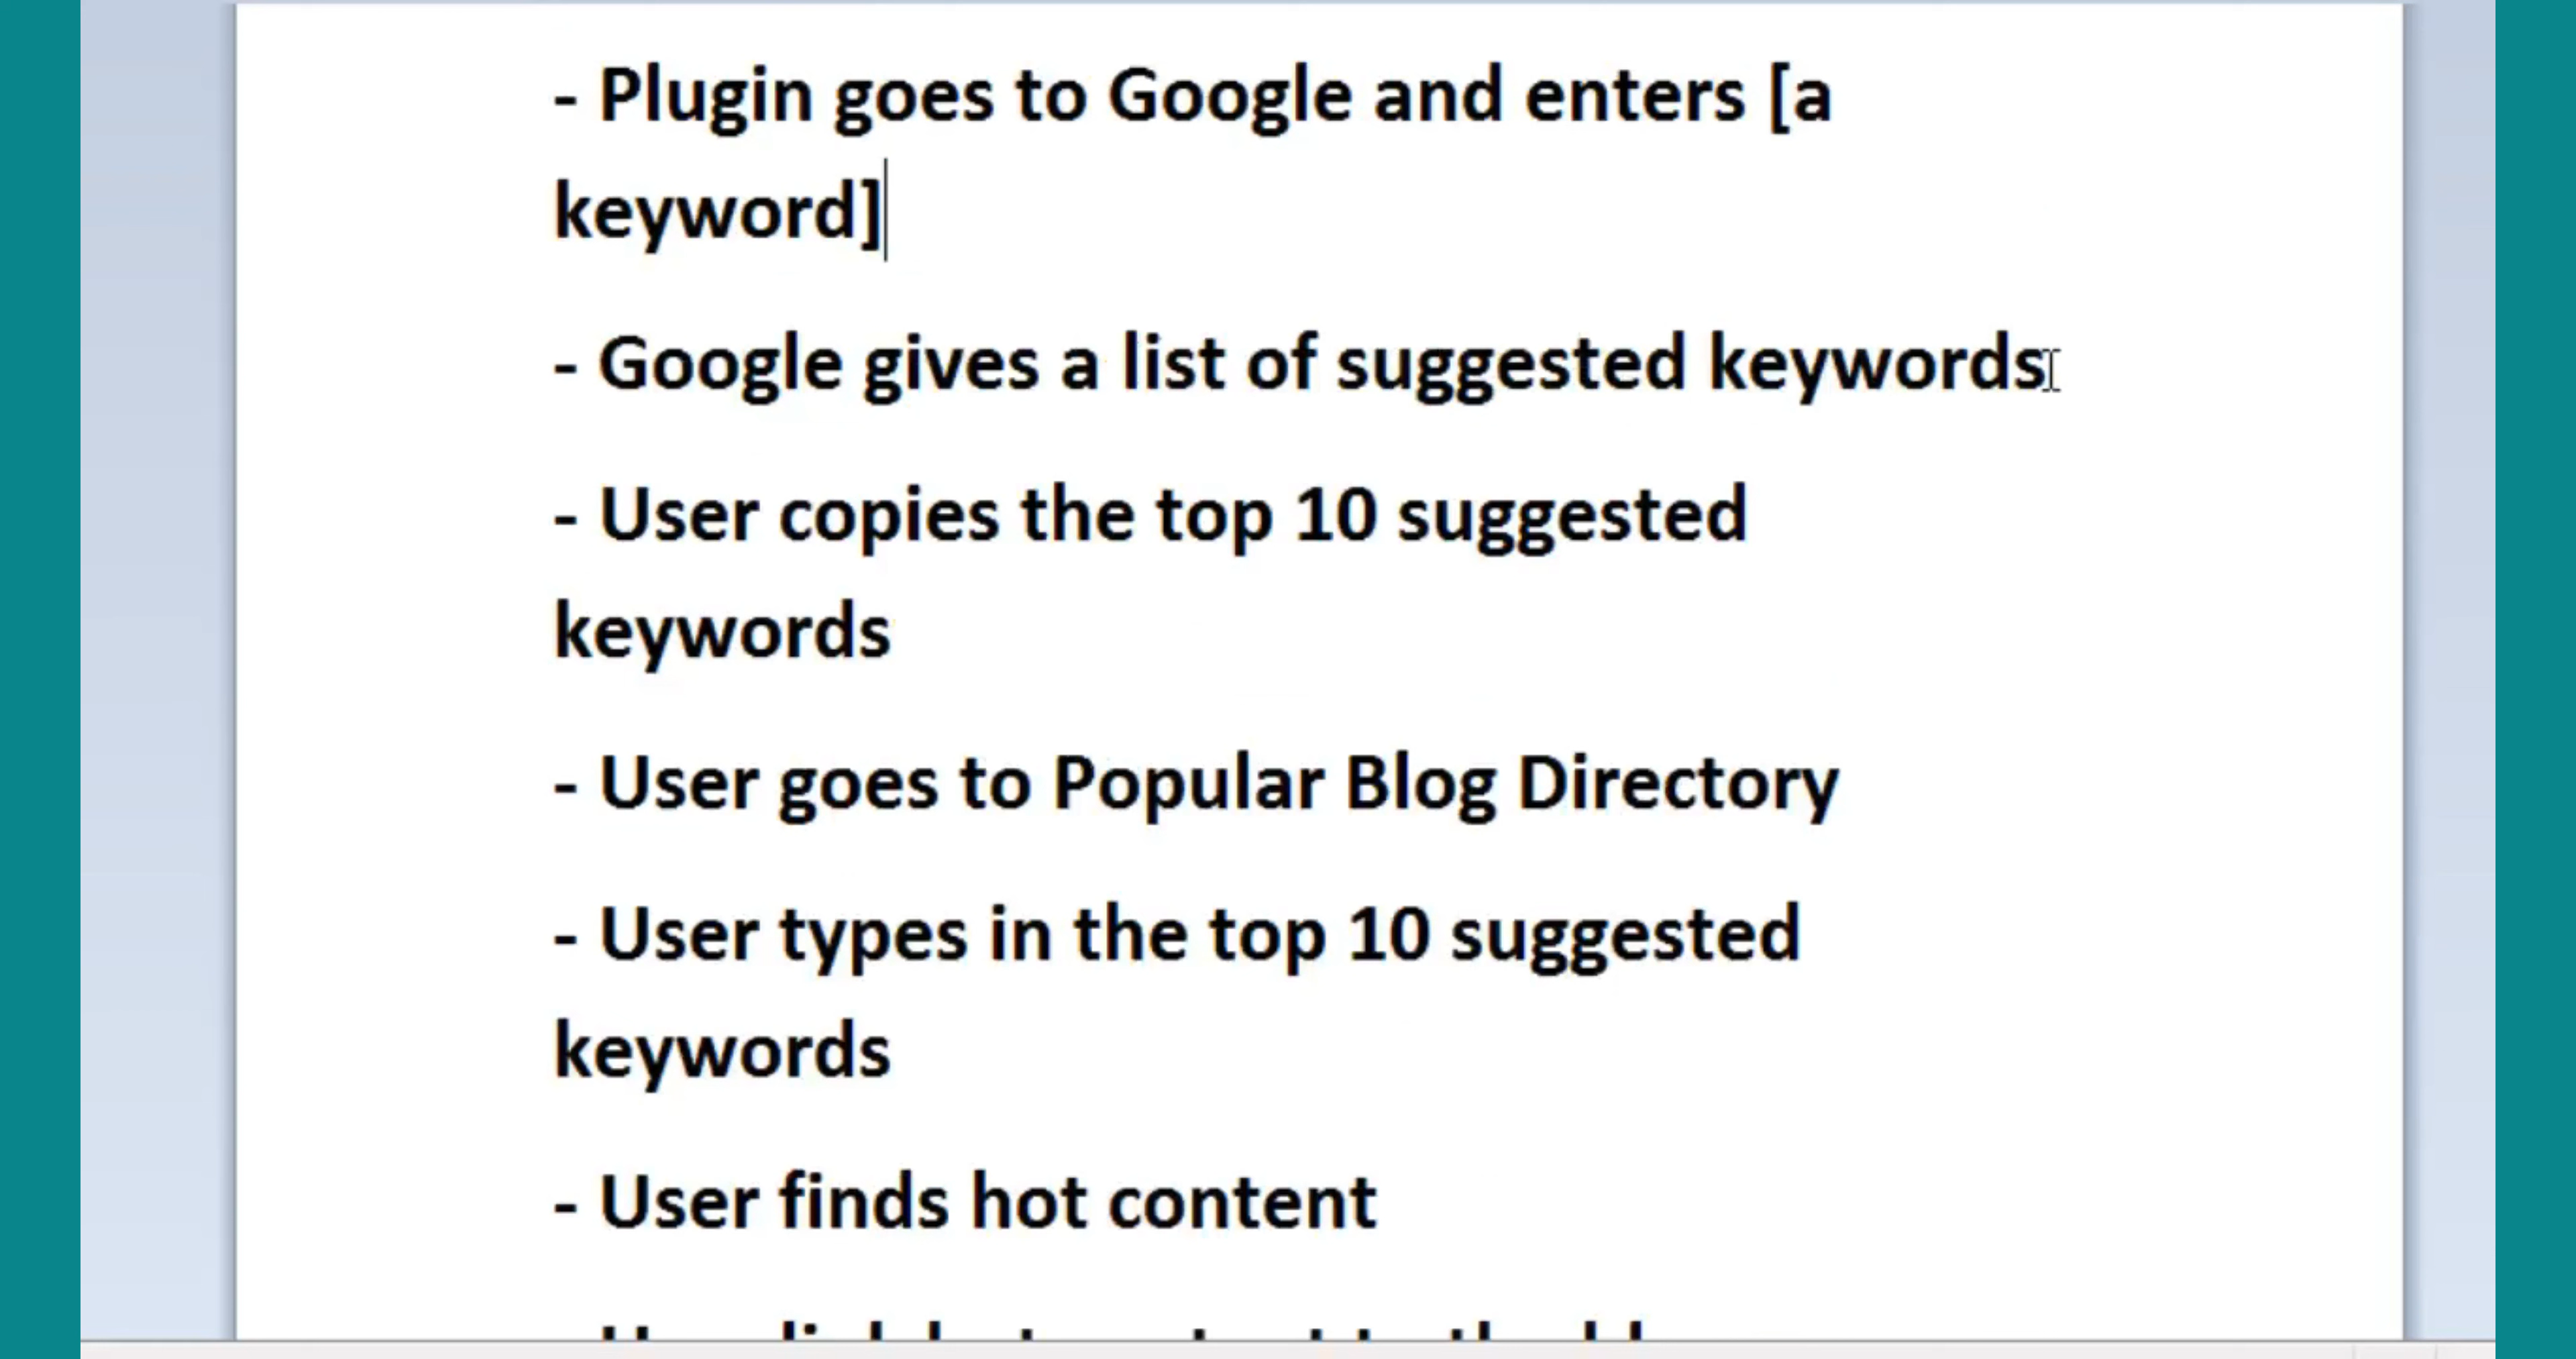 - Plugin goes to Google and enters [a
keyword]
- Google gives a list of suggested keywords
- User copies the top 10 suggested
keywords
- User goes to Popular Blog Directory
- User types in the top 10 suggested
keywords
- User finds hot content